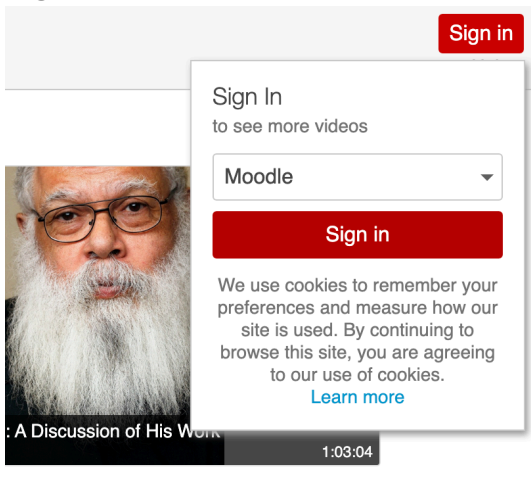 Sign in
Sign In
to see more videos
Moodle
Sign in
We use cookies to remember your
preferences and measure how our
site is used. By continuing to
browse this site, you are agreeing
to our use of cookies.
Learn more
: A Discussion of His Work
1:03:04